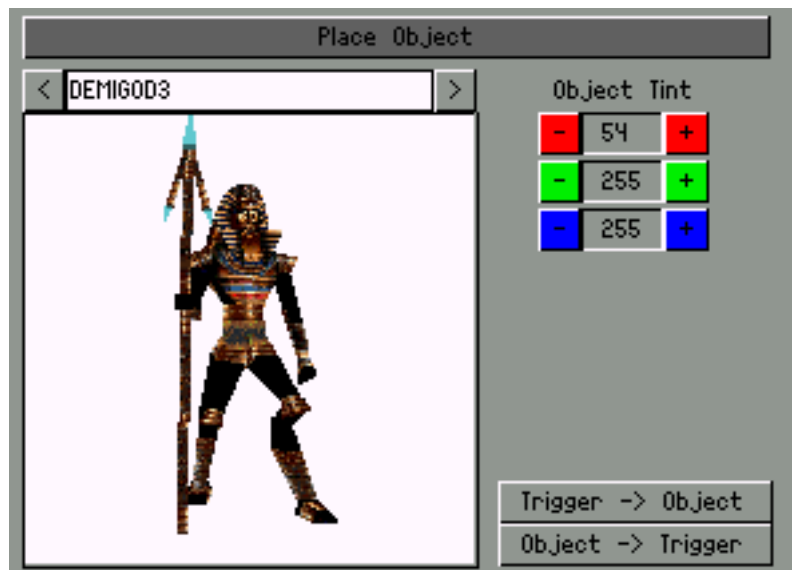 Place Object
< DEMIGOD3 >
Object Tint
- 54 +
- 255 +
- 255 +
Trigger -> Object
Object -> Trigger